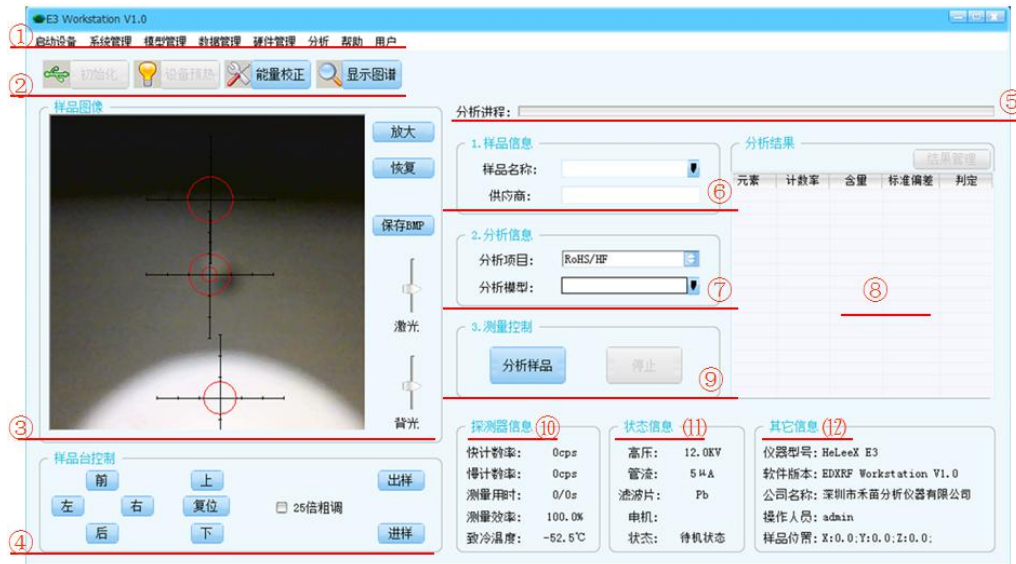 E3 Workstation V1.0
① 启动设备 系统管理 模型管理 数据管理 硬件管理 分析 帮助 用户
② 初始化 设备预热 能量校正 显示图谱
样品图像
放大
恢复
保存BMP
激光
背光
③
样品台控制
前 上 出样
左 右 复位 25倍粗调
后 下 进样
④
分析进程: ⑤
1.样品信息
样品名称:
供应商:
⑥
2.分析信息
分析项目: RoHS/HF
分析模型:
⑦
3.测量控制
分析样品 停止
⑨
分析结果
结果管理
元素 计数率 含量 标准偏差 判定
⑧
探测器信息 ⑩
快计数率: 0cps
慢计数率: 0cps
测量用时: 0/0s
测量效率: 100.0%
致冷温度: -52.5℃
状态信息 ⑪
高压: 12.0KV
管流: 5μA
滤波片: Pb
电机:
状态: 待机状态
其它信息 ⑫
仪器型号: HeLeeX E3
软件版本: EDXRF Workstation V1.0
公司名称: 深圳市禾苗分析仪器有限公司
操作人员: admin
样品位置: X:0.0;Y:0.0;Z:0.0;